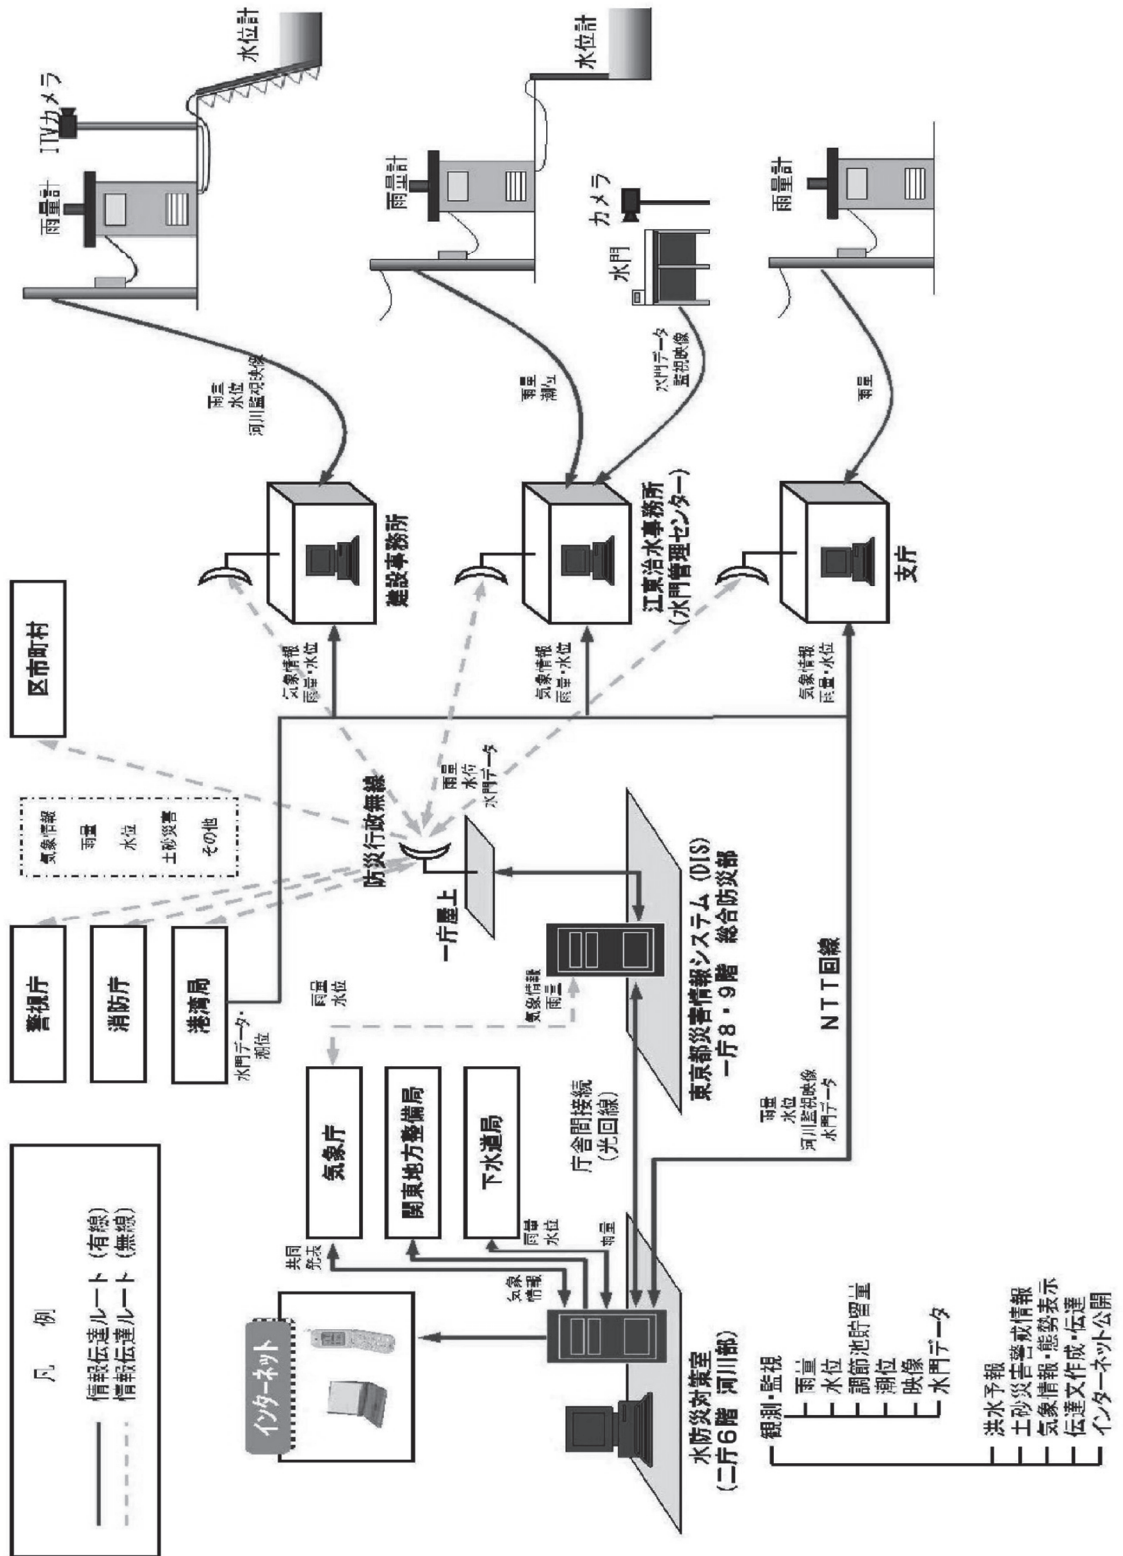 凡　例
情報伝達ルート(有線)
情報伝達ルート(無線)
警視庁
消防庁
港湾局
水門データ・
潮位
気象情報
雨量
水位
土砂災害
その他
区市町村
インターネット
気象庁
関東地方整備局
下水道局
共同
発表
気象
情報
雨量
水位
雨量
雨量
水位
気象情報
雨量
防災行政無線
一庁屋上
雨量
水位
水門データ
庁舎間接続
(光回線)
東京都災害情報システム(DIS)
一庁8・9階　総合防災部
水防災対策室
(二庁6階 河川部)
雨量
水位
河川監視映像
水門データ
NTT回線
観測・監視
雨量
水位
調節池貯留量
潮位
映像
水門データ
洪水予報
土砂災害警戒情報
気象情報・態勢表示
伝達文作成・伝達
インターネット公開
気象情報
雨量・水位
建設事務所
気象情報
雨量・水位
江東治水事務所
(水門管理センター)
気象情報
雨量・水位
支庁
雨量
水位
河川監視映像
雨量
潮位
水門データ
監視映像
雨量
雨量計
ITVカメラ
水位計
雨量計
水位計
水門
カメラ
雨量計